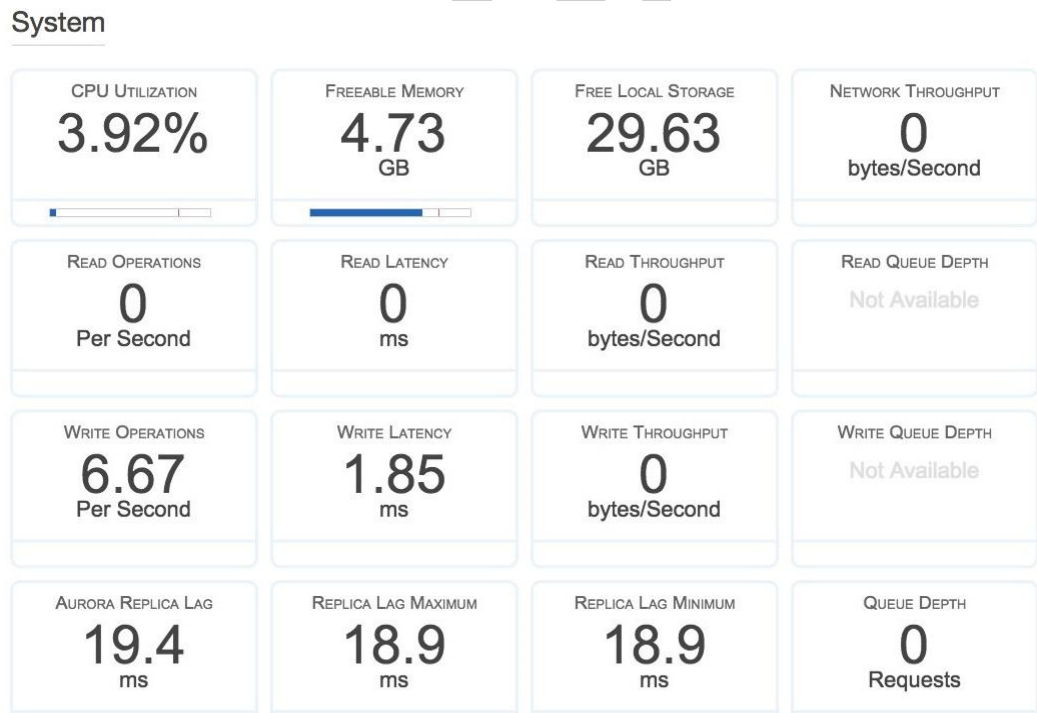 System
CPU UTILIZATION
3.92%
FREEABLE MEMORY
4.73
GB
FREE LOCAL STORAGE
29.63
GB
NETWORK THROUGHPUT
0
bytes/Second
READ OPERATIONS
0
Per Second
READ LATENCY
0
ms
READ THROUGHPUT
0
bytes/Second
READ QUEUE DEPTH
Not Available
WRITE OPERATIONS
6.67
Per Second
WRITE LATENCY
1.85
ms
WRITE THROUGHPUT
0
bytes/Second
WRITE QUEUE DEPTH
Not Available
AURORA REPLICA LAG
19.4
ms
REPLICA LAG MAXIMUM
18.9
ms
REPLICA LAG MINIMUM
18.9
ms
QUEUE DEPTH
0
Requests